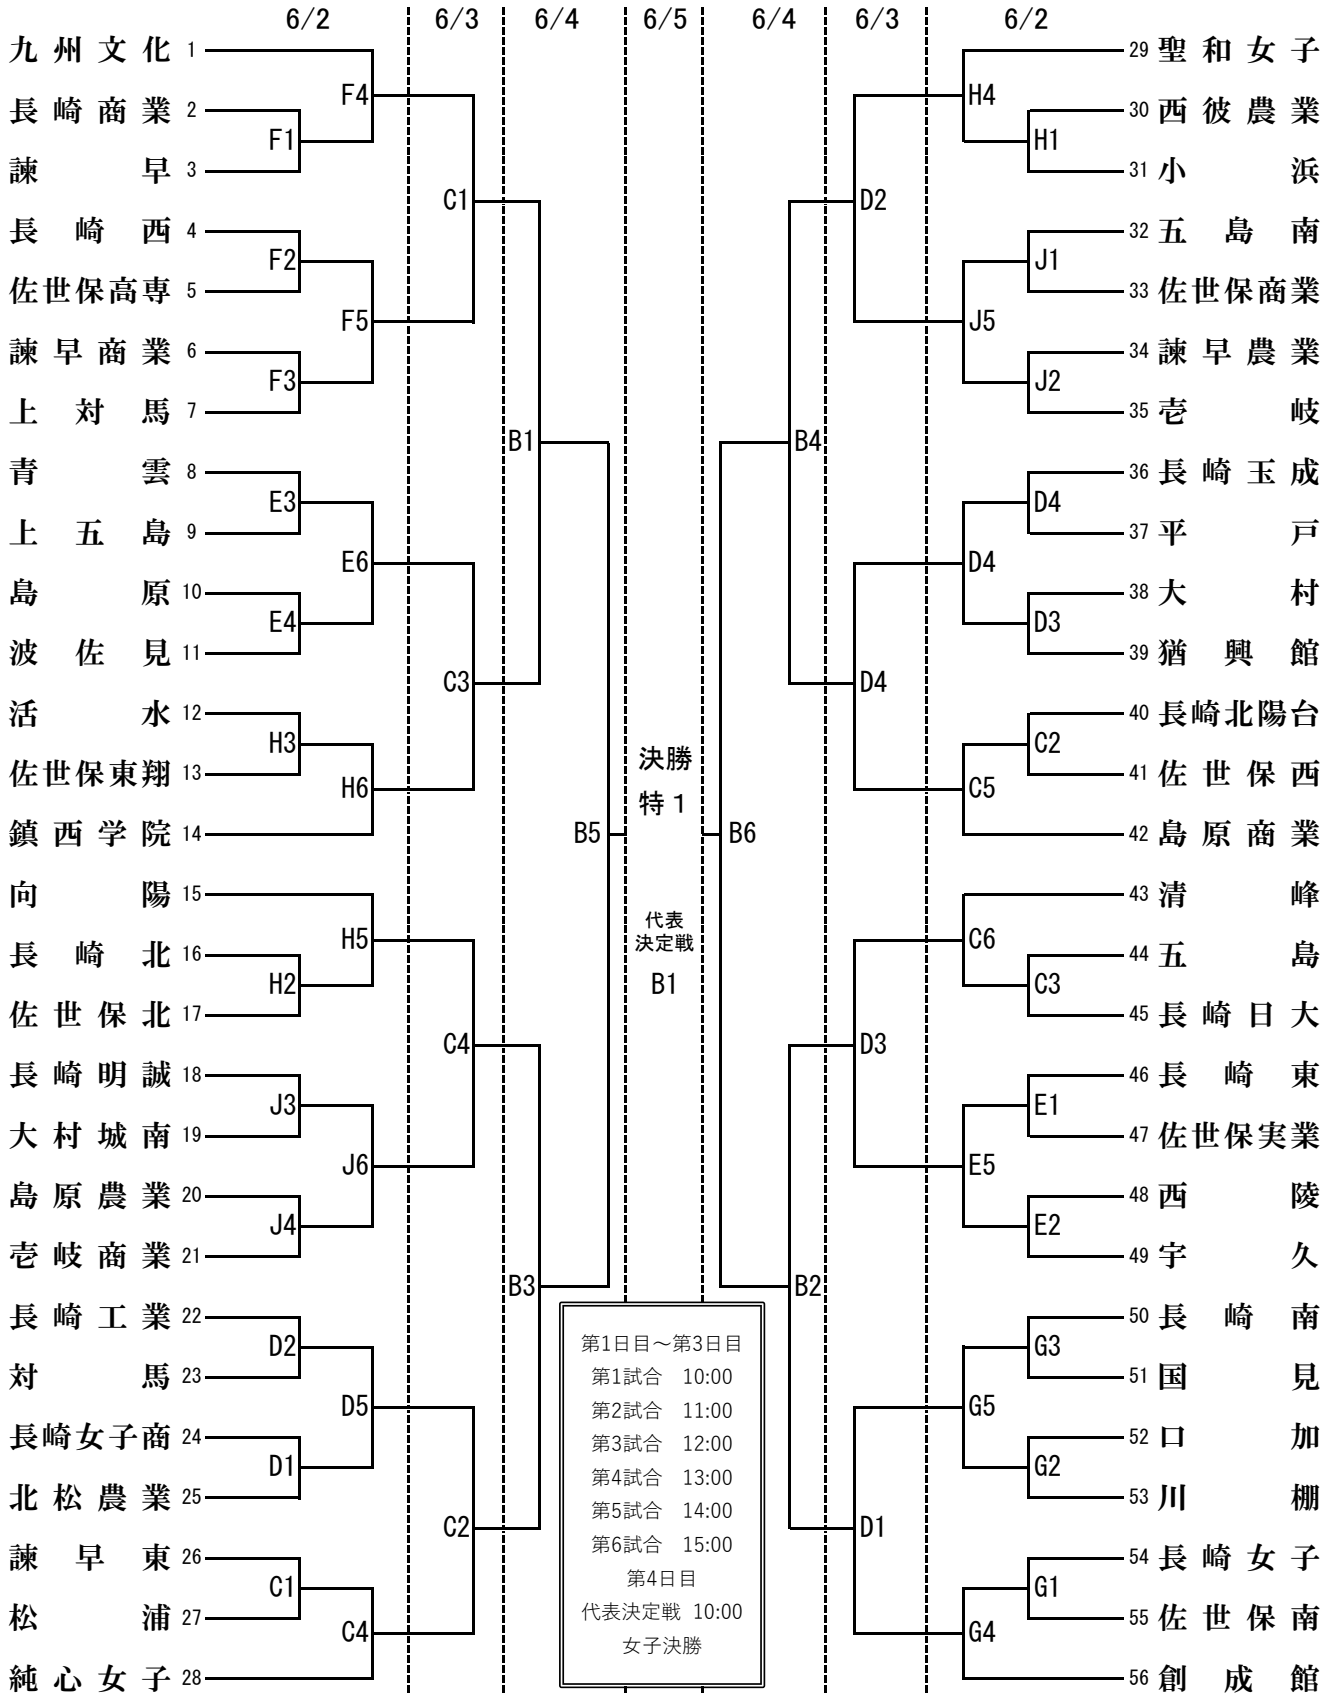 6/2 6/3 6/4 6/5 6/4 6/3 6/2
九州文化 1
長崎商業 2
諫早 3
長崎西 4
佐世保高専 5
諫早商業 6
上対馬 7
青雲 8
上五島 9
島原 10
波佐見 11
活水 12
佐世保東翔 13
鎮西学院 14
向陽 15
長崎北 16
佐世保北 17
長崎明誠 18
大村城南 19
島原農業 20
壱岐商業 21
長崎工業 22
対馬 23
長崎女子商 24
北松農業 25
諫早東 26
松浦 27
純心女子 28
F4
F1
F2
F5
F3
E3
E6
E4
H3
H6
H5
H2
J3
J6
J4
D2
D5
D1
C1
C4
C1
C3
C4
C2
B1
B3
B5
決勝
特1
代表
決定戦
B1
B6
B4
B2
D2
D4
D3
D1
H4
H1
J1
J5
J2
D4
D4
D3
C2
C5
C6
C3
E1
E5
E2
G3
G5
G2
G1
G4
29 聖和女子
30 西彼農業
31 小浜
32 五島南
33 佐世保商業
34 諫早農業
35 壱岐
36 長崎玉成
37 平戸
38 大村
39 猶興館
40 長崎北陽台
41 佐世保西
42 島原商業
43 清峰
44 五島
45 長崎日大
46 長崎東
47 佐世保実業
48 西陵
49 宇久
50 長崎南
51 国見
52 口加
53 川棚
54 長崎女子
55 佐世保南
56 創成館
第1日目～第3日目
第1試合 10:00
第2試合 11:00
第3試合 12:00
第4試合 13:00
第5試合 14:00
第6試合 15:00
第4日目
代表決定戦 10:00
女子決勝